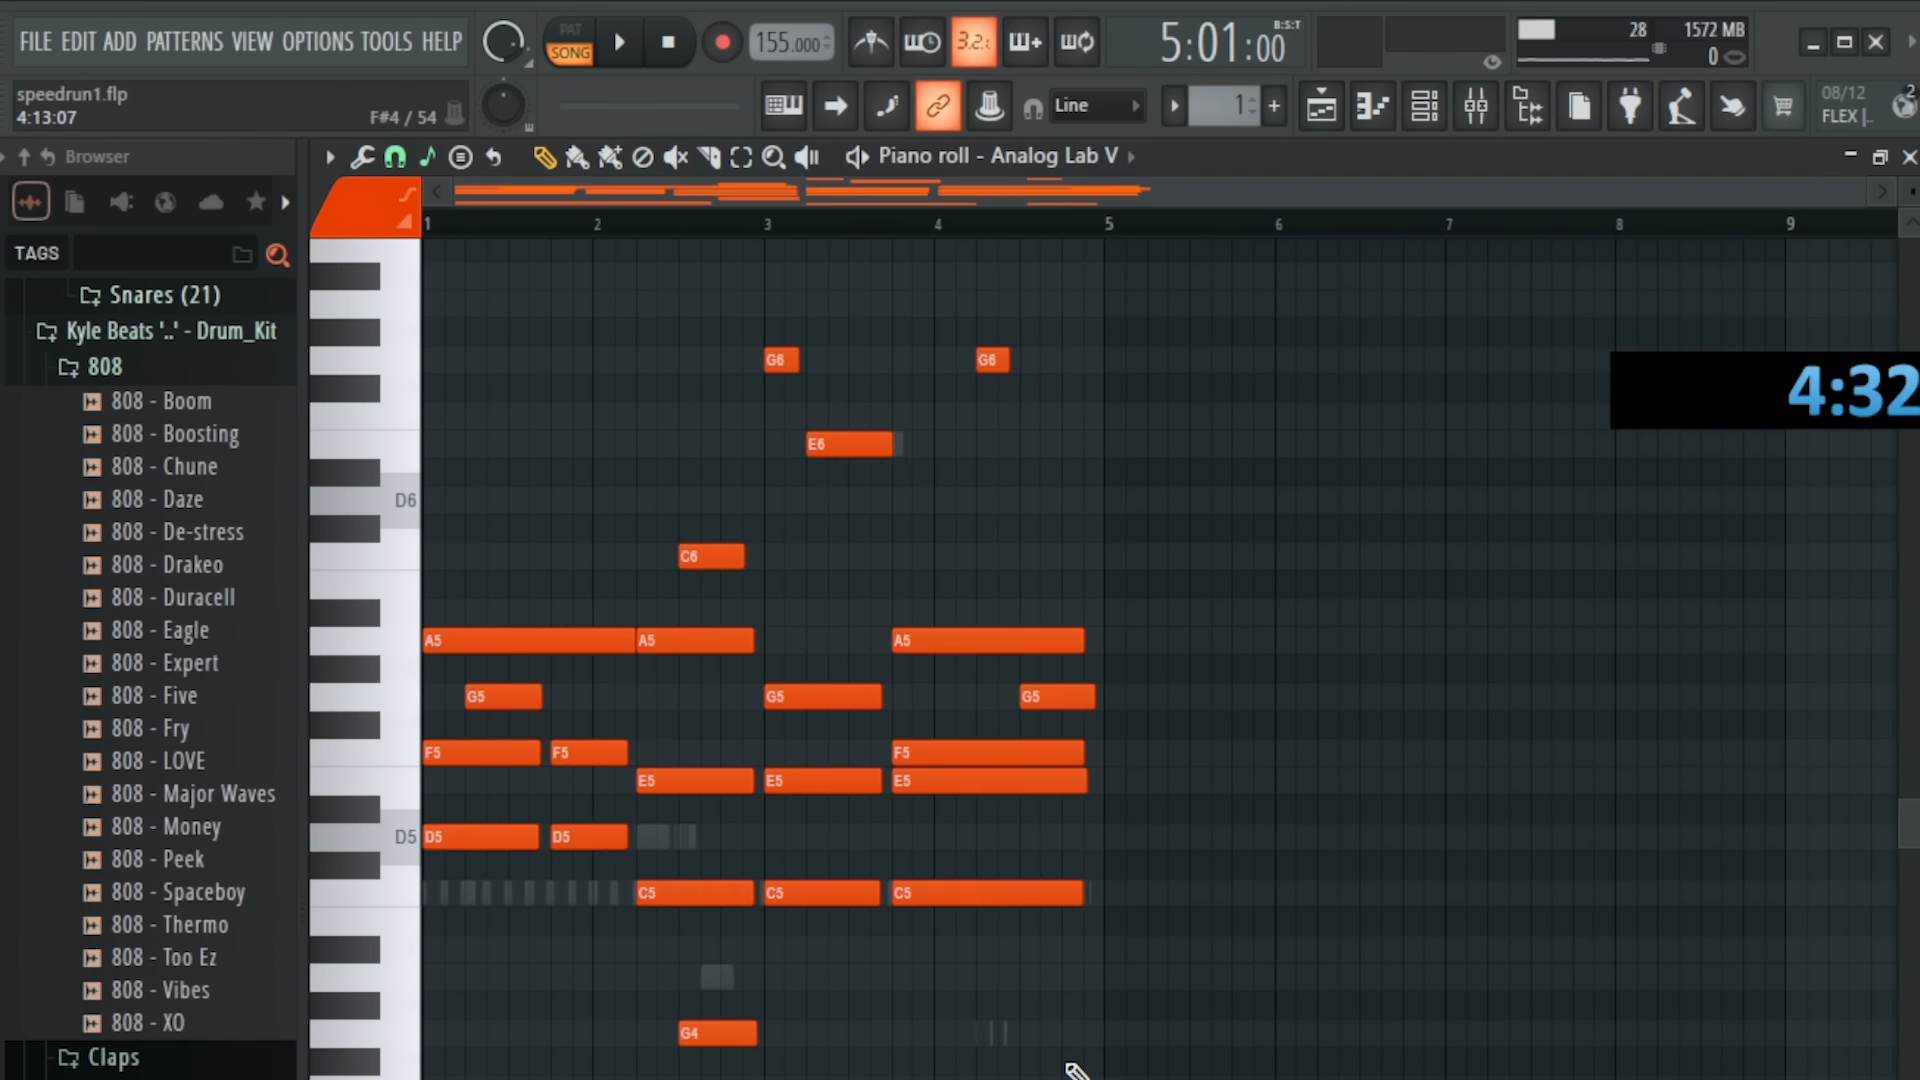 FILE EDIT ADD PATTERNS VIEW OPTIONS TOOLS HELP
PAT
SONG
155.000
3.2.
5:01:00
B:S:T
28
1572 MB
0
speedrun1.flp
4:13:07
F#4 / 54
Line
1
08/12
FLEX |..
2
Browser
Piano roll - Analog Lab V
TAGS
1 2 3 4 5 6 7 8 9
Snares (21)
Kyle Beats '..' - Drum_Kit
808
808 - Boom
808 - Boosting
808 - Chune
808 - Daze
808 - De-stress
808 - Drakeo
808 - Duracell
808 - Eagle
808 - Expert
808 - Five
808 - Fry
808 - LOVE
808 - Major Waves
808 - Money
808 - Peek
808 - Spaceboy
808 - Thermo
808 - Too Ez
808 - Vibes
808 - XO
Claps
G6 G6
4:32
E6
D6
C6
A5 A5 A5
G5 G5 G5
F5 F5 F5
E5 E5 E5
D5 D5 D5
C5 C5 C5
G4